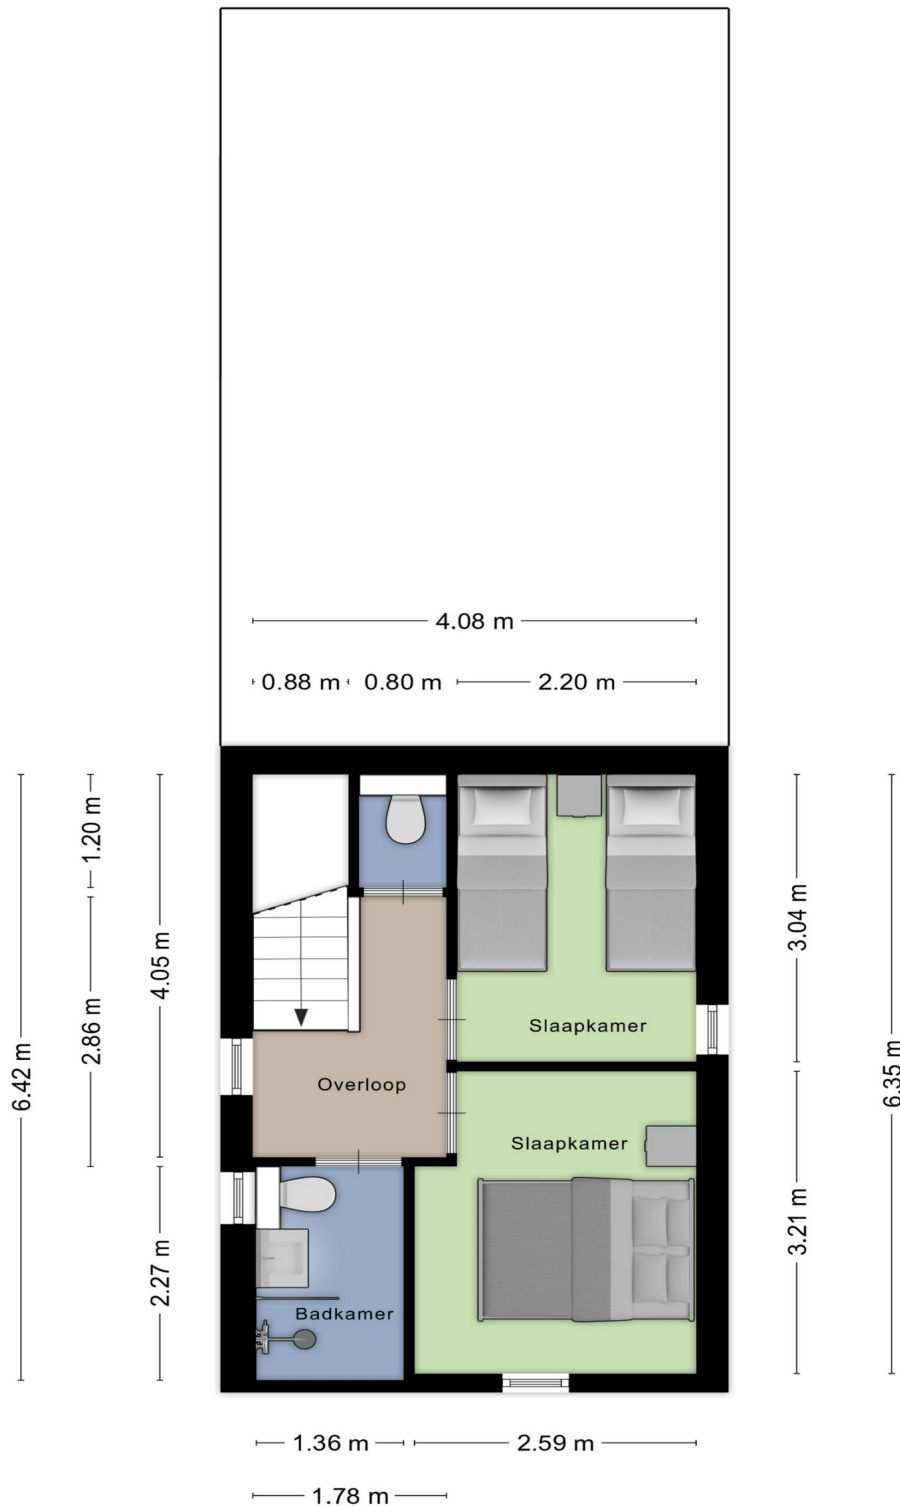 4.08 m
0.88 m 0.80 m 2.20 m
1.20 m
4.05 m
2.86 m
6.42 m
2.27 m
3.04 m
6.35 m
3.21 m
Slaapkamer
Overloop
Slaapkamer
Badkamer
1.36 m 2.59 m
1.78 m